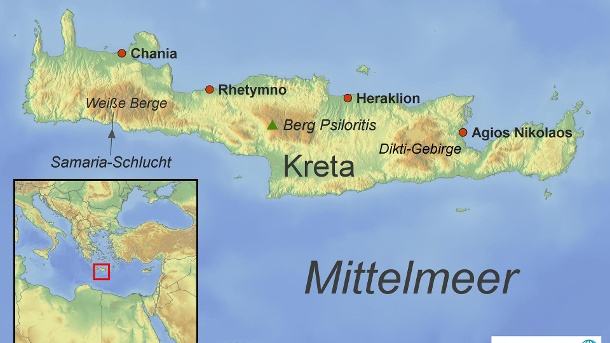 Chania
Rhetymno
Weiße Berge
Heraklion
Berg Psiloritis
Agios Nikolaos
Dikti-Gebirge
Samaria-Schlucht
Kreta
Mittelmeer